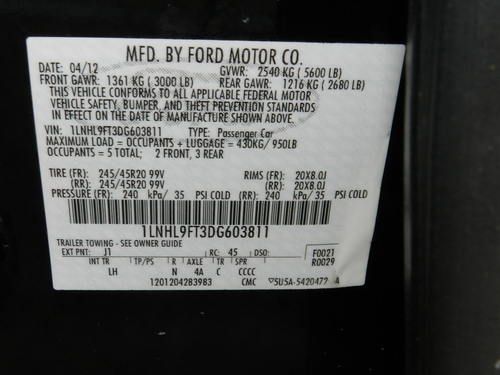 MFD. BY FORD MOTOR CO.
DATE: 04/12 GVWR: 2540 KG ( 5600 LB)
FRONT GAWR: 1361 KG ( 3000 LB) REAR GAWR: 1216 KG ( 2680 LB)
THIS VEHICLE CONFORMS TO ALL APPLICABLE FEDERAL MOTOR
VEHICLE SAFETY, BUMPER, AND THEFT PREVENTION STANDARDS
IN EFFECT ON THE DATE OF MANUFACTURE SHOWN ABOVE
VIN: 1LNHL9FT3DG603811 TYPE: Passenger Car
MAXIMUM LOAD = OCCUPANTS + LUGGAGE = 430KG/ 950LB
OCCUPANTS = 5 TOTAL; 2 FRONT, 3 REAR
TIRE (FR): 245/45R20 99V RIMS (FR): 20X8.0J
(RR): 245/45R20 99V (RR): 20X8.0J
PRESSURE (FR): 240 kPa/ 35 PSI COLD (RR): 240 kPa/ 35 PSI COLD
1LNHL9FT3DG603811
TRAILER TOWING - SEE OWNER GUIDE
EXT PNT: J1 RC: 45 DSO: F0021
R0029
INT TR TP/PS R AXLE TR SPR
LH N 4A C CCCC
1201204283983 CMC 5U5A-5420472 A